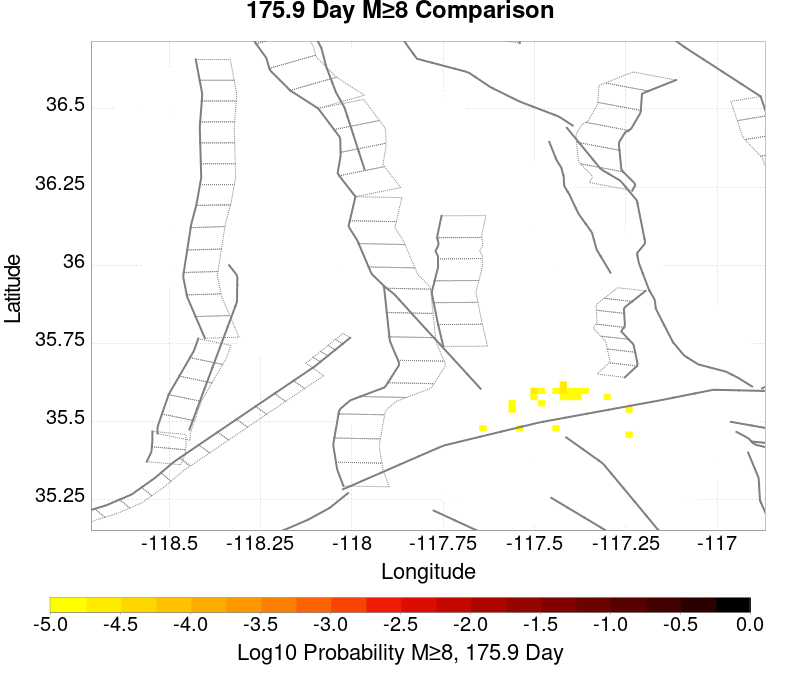 175.9 Day M≥8 Comparison
36.5
36.25
36
35.75
35.5
35.25
Latitude
-118.5 -118.25 -118 -117.75 -117.5 -117.25 -117
Longitude
-5.0 -4.5 -4.0 -3.5 -3.0 -2.5 -2.0 -1.5 -1.0 -0.5 0.0
Log10 Probability M≥8, 175.9 Day